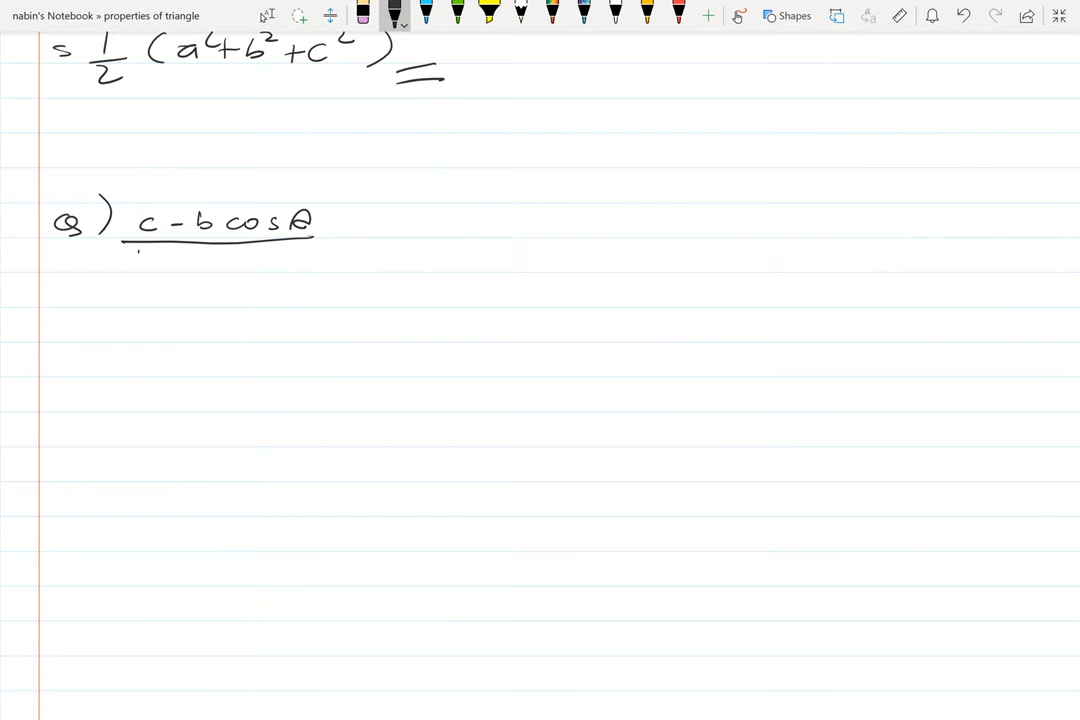 nabin's Notebook » properties of triangle
Shapes
= 1/2 (a² + b² + c²)
Q) c - b cos A